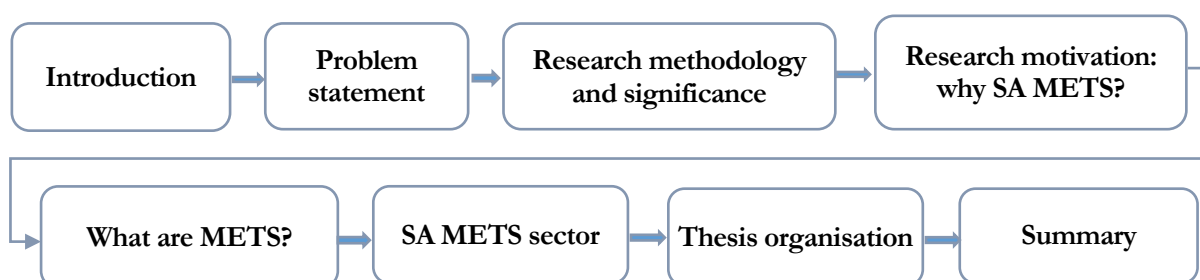 Introduction
Problem
statement
Research methodology
and significance
Research motivation:
why SA METS?
What are METS?
SA METS sector
Thesis organisation
Summary